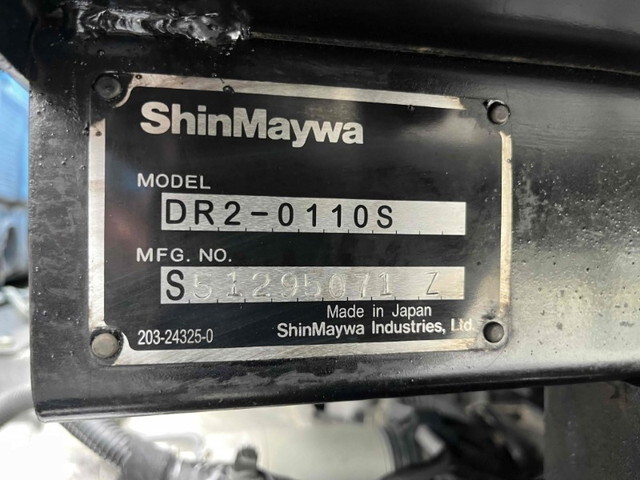 ShinMaywa
MODEL
DR2-0110S
MFG. NO.
S51295071 Z
Made in Japan
203-24325-0 ShinMaywa Industries, Ltd.